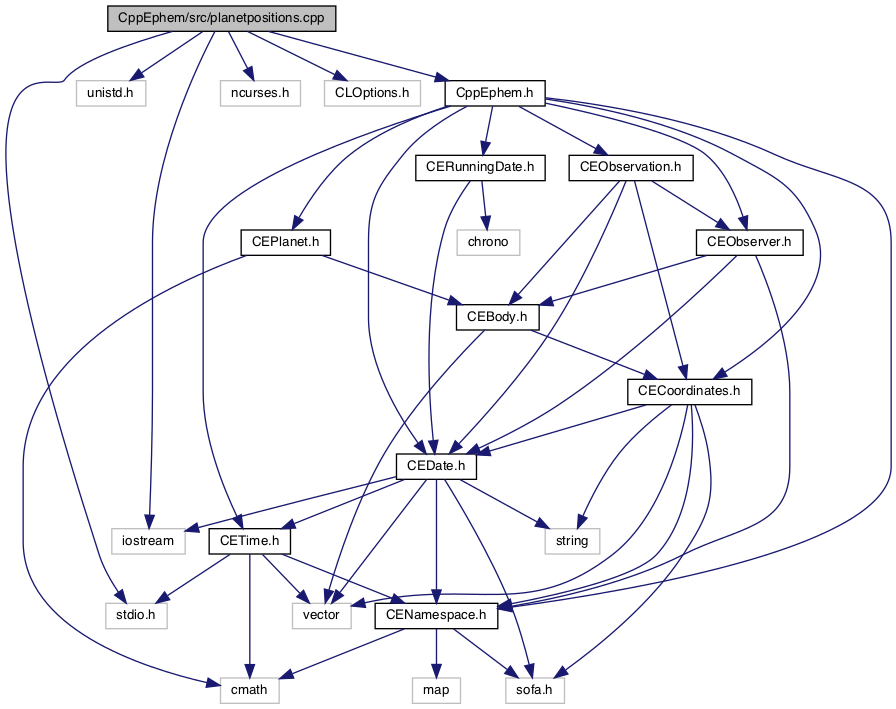 CppEphem/src/planetpositions.cpp
unistd.h
ncurses.h
CLOptions.h
CppEphem.h
CERunningDate.h
CEObservation.h
CEPlanet.h
chrono
CEObserver.h
CEBody.h
CECoordinates.h
CEDate.h
iostream
CETime.h
string
stdio.h
vector
CENamespace.h
cmath
map
sofa.h